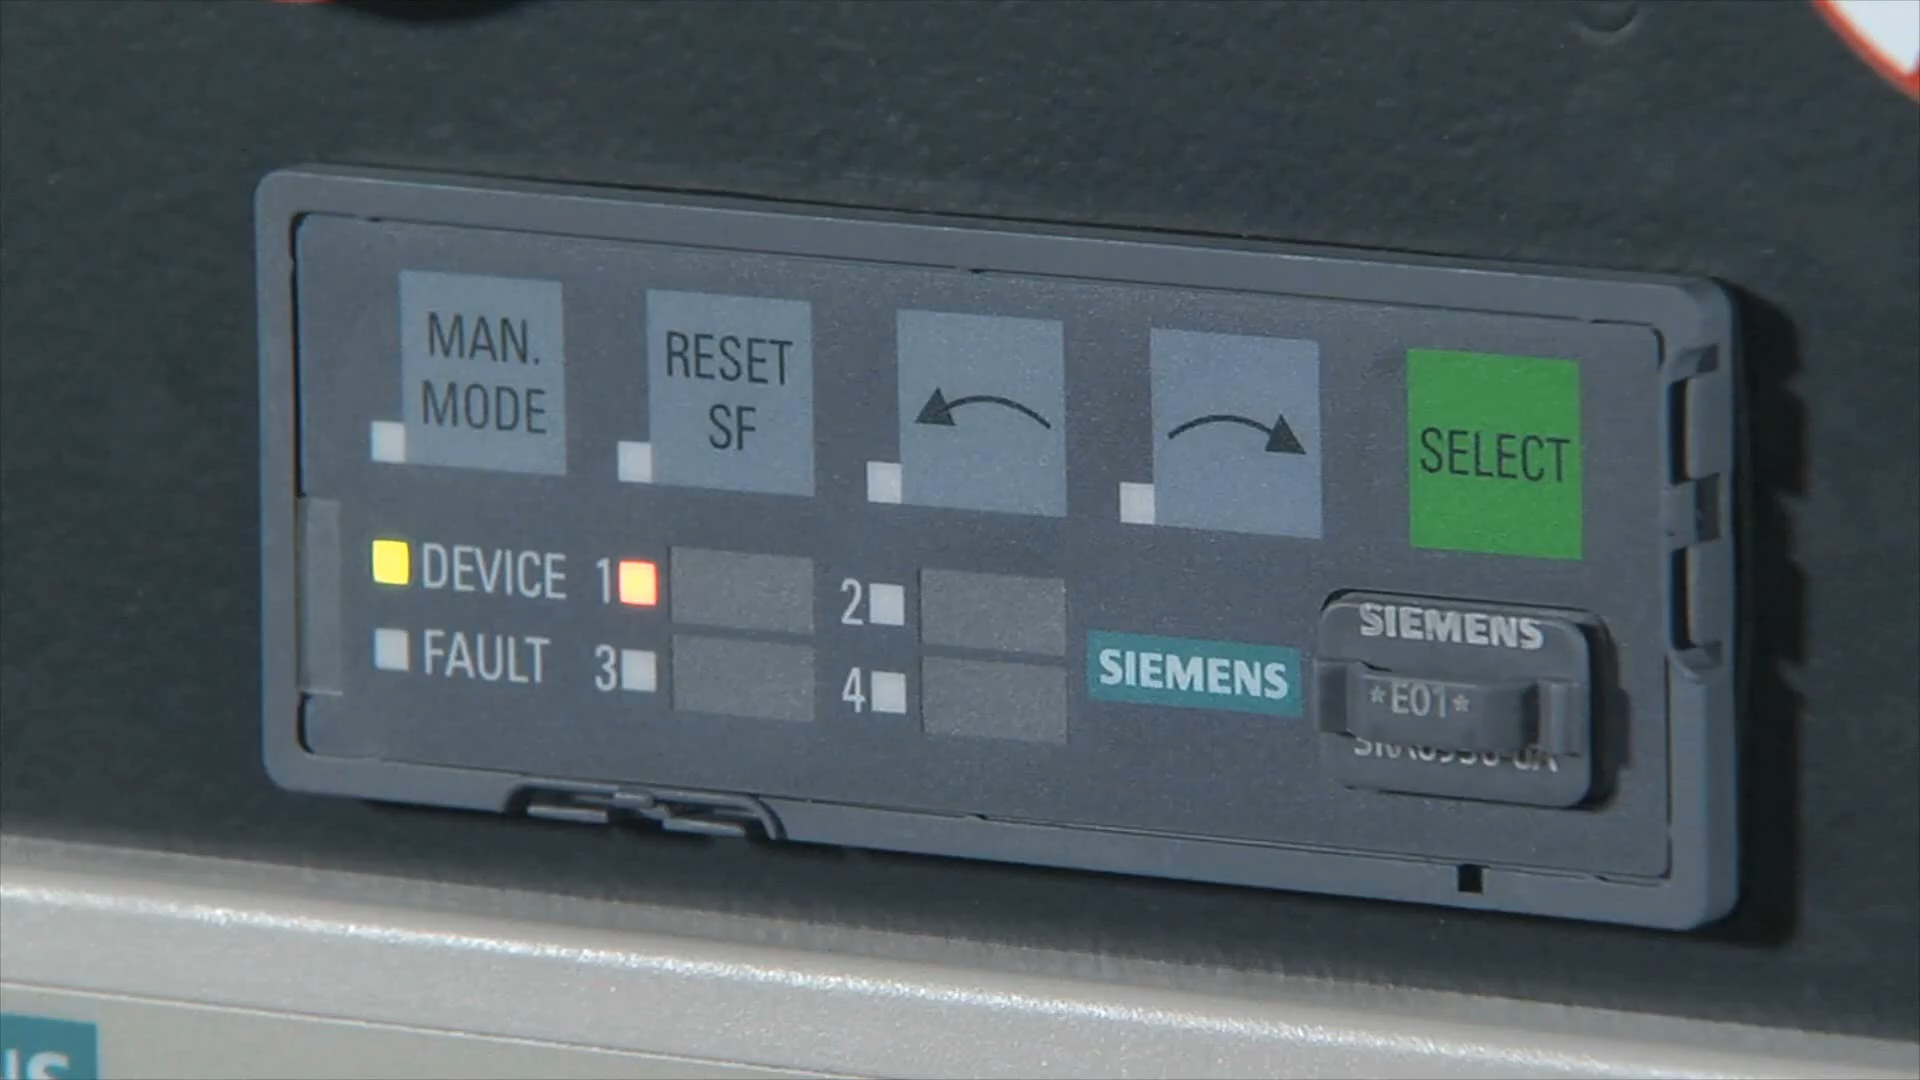 MAN.
MODE
RESET
SF
SELECT
DEVICE 1 2
FAULT 3 4
SIEMENS
SIEMENS
*E01*